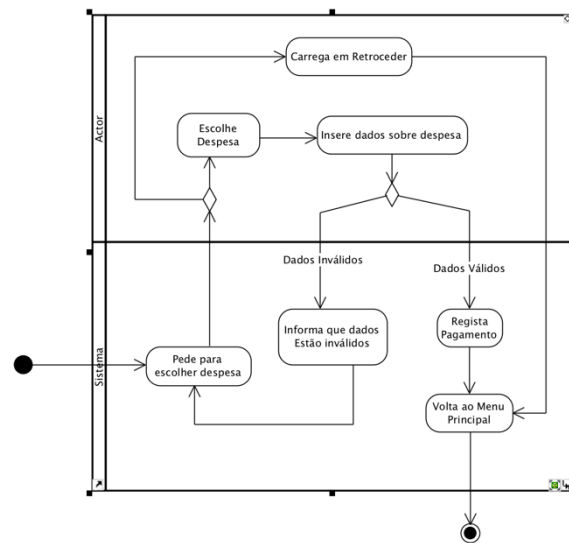 Carrega em Retroceder
Actor
Escolhe
Despesa
Insere dados sobre despesa
Dados Inválidos
Dados Válidos
Sistema
Informa que dados
Estão inválidos
Regista
Pagamento
Pede para
escolher despesa
Volta ao Menu
Principal